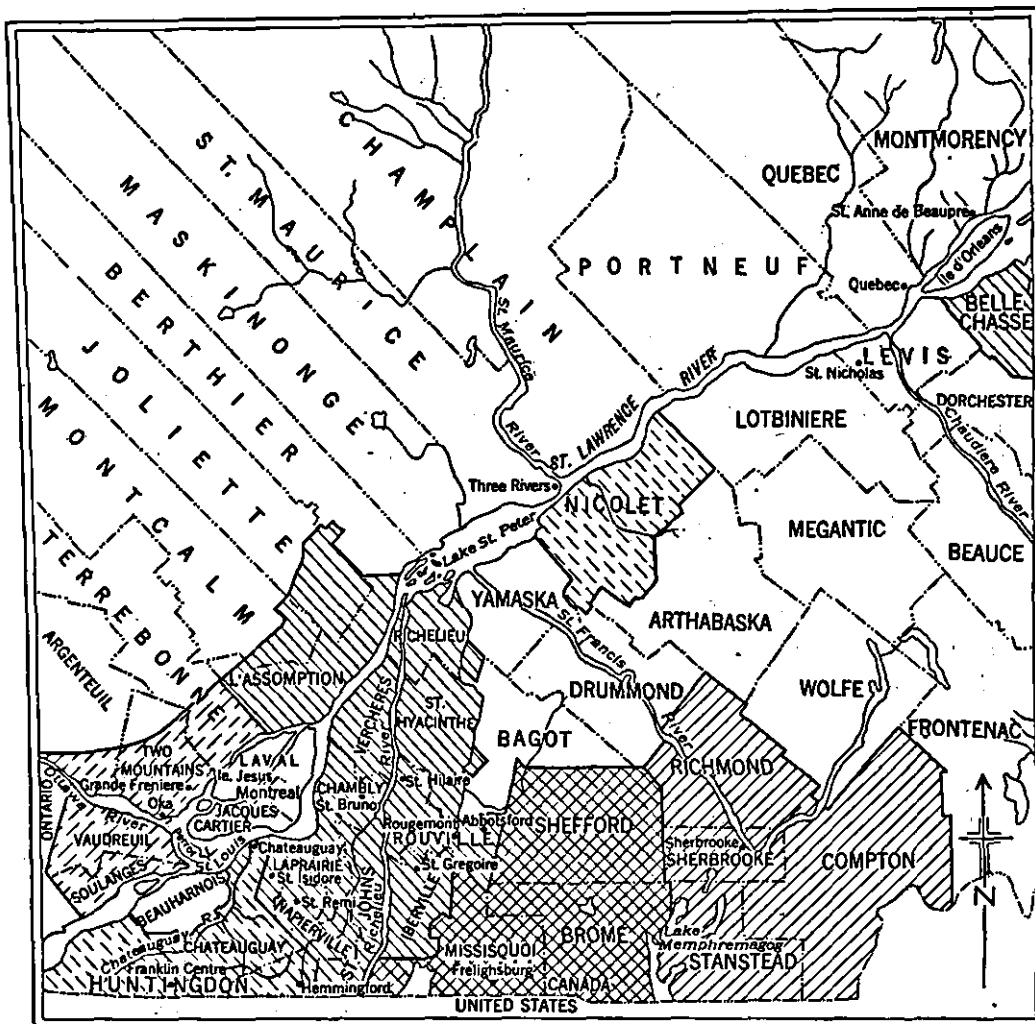 MONTMORENCY
QUEBEC
CHAMPLAIN
ST. MAURICE
MASKINONGÉ
BERTHIER
JOLIETTE
MONTCALM
TERREBONNE
ARGENTEUIL
St. Anne de Beaupre
Ile d'Orleans
PORTNEUF
Quebec
BELLE
CHASSE
St. Maurice
River
ST. LAWRENCE RIVER
LEVIS
St. Nicholas
DORCHESTER
Chaudiere River
LOTBINIERE
Three Rivers
NICOLET
Lake St. Peter
MEGANTIC
BEAUCE
YAMASKA
ARTHABASKA
St. Francis
River
RICHELIEU
L'ASSOMPTION
VERCHERES
ST.
HYACINTHE
DRUMMOND
WOLFE
FRONTENAC
BAGOT
RICHMOND
TWO
MOUNTAINS
Grande Freniere
Oka
LAVAL
Ile. Jesus
Montreal
JACQUES
CARTIER
ONTARIO
Ottawa
River
VAUDREUIL
SOULANGES
St. Louis
CHAMBLY
St. Bruno
St. Hilaire
Rougemont
Abbotsford
ROUVILLE
St. Gregoire
SHEFFORD
Sherbrooke
SHERBROOKE
COMPTON
Chateauguay
LAPRAIRIE
St. Isidore
St. Remi
BEAUHARNOIS
NAPIERVILLE
ST. JOHNS
Richelieu
River
IBERVILLE
Chateauguay R.
CHATEAUGUAY
Franklin Centre
HUNTINGDON
Hemmingford
MISSISQUOI
Frelighsburg
BROME
Lake
Memphremagog
STANSTEAD
CANADA
UNITED STATES
N